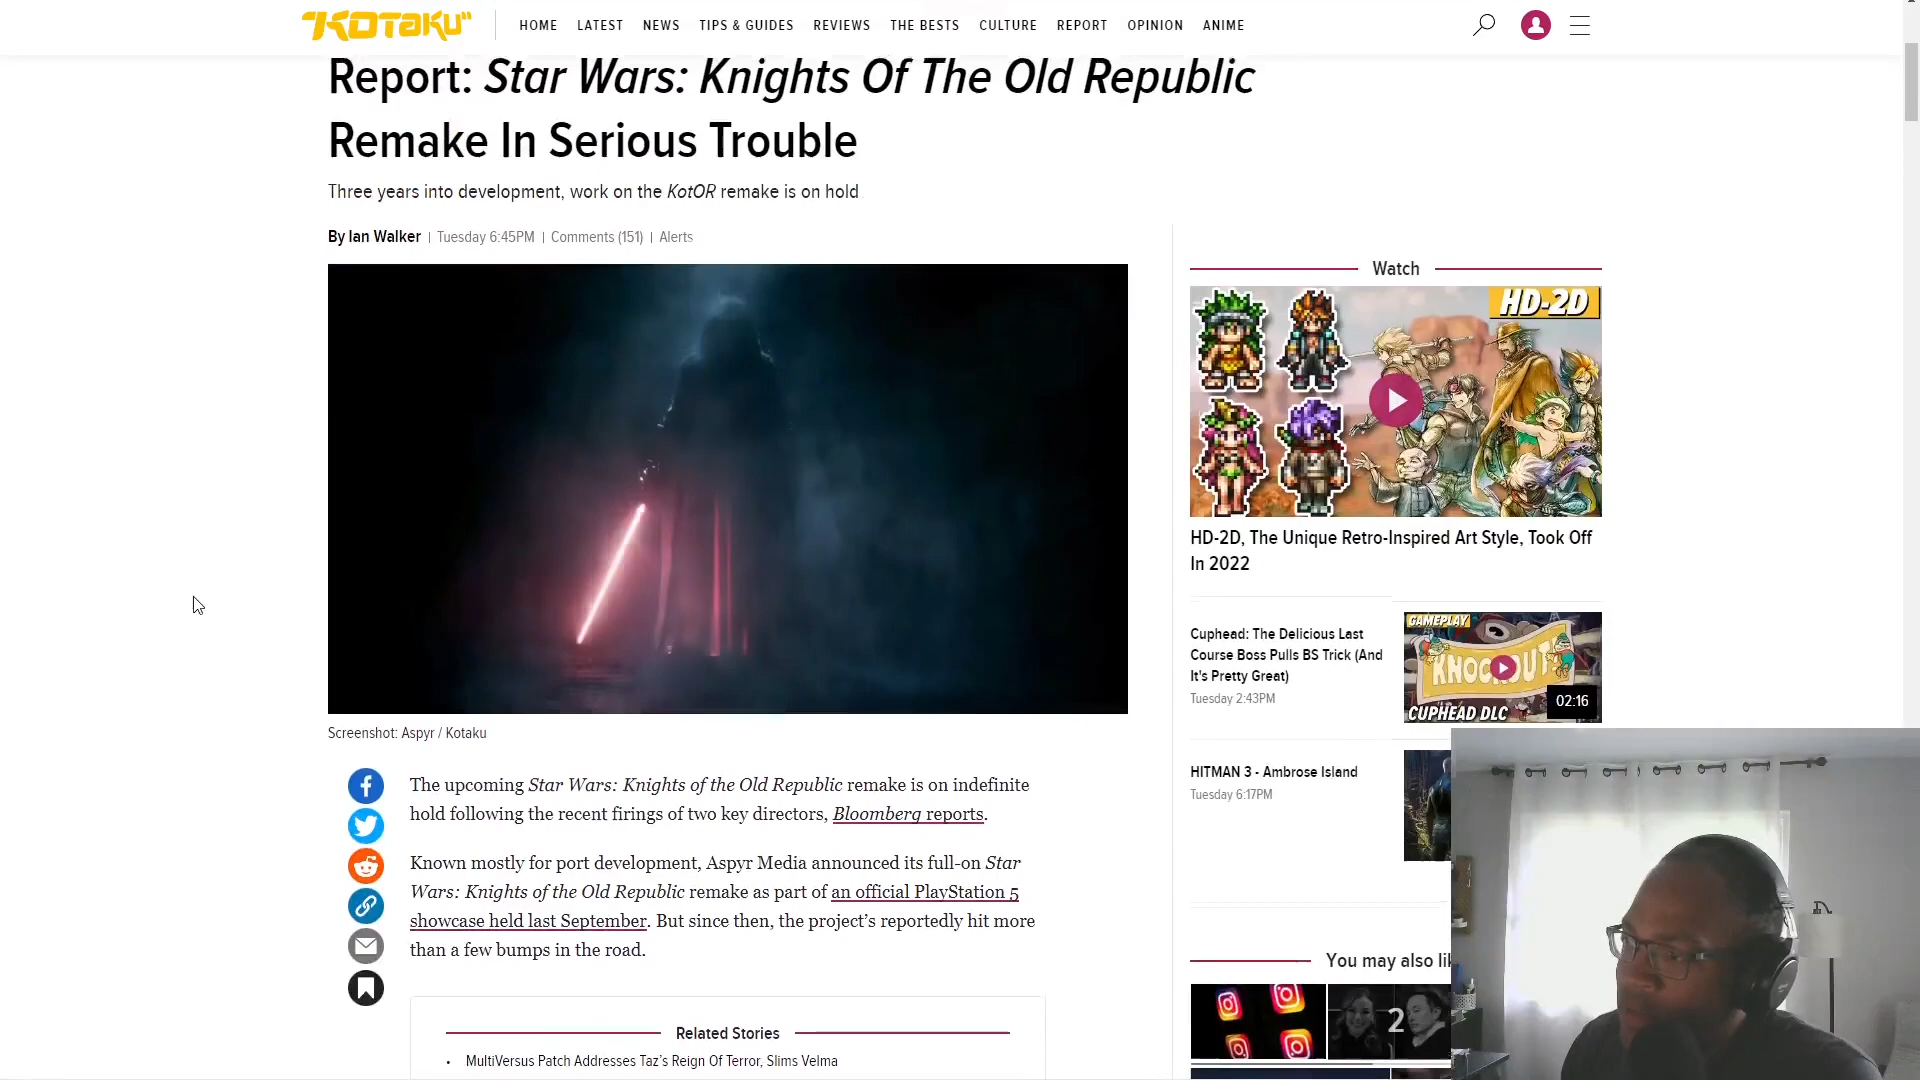 KOTAKU
HOME LATEST NEWS TIPS & GUIDES REVIEWS THE BESTS CULTURE REPORT OPINION ANIME
Report: Star Wars: Knights Of The Old Republic
Remake In Serious Trouble
Three years into development, work on the KotOR remake is on hold
By Ian Walker | Tuesday 6:45PM | Comments (151) | Alerts
Screenshot: Aspyr / Kotaku
The upcoming Star Wars: Knights of the Old Republic remake is on indefinite
hold following the recent firings of two key directors, Bloomberg reports.
Known mostly for port development, Aspyr Media announced its full-on Star
Wars: Knights of the Old Republic remake as part of an official PlayStation 5
showcase held last September. But since then, the project’s reportedly hit more
than a few bumps in the road.
Related Stories
• MultiVersus Patch Addresses Taz’s Reign Of Terror, Slims Velma
Watch
HD-2D
HD-2D, The Unique Retro-Inspired Art Style, Took Off
In 2022
Cuphead: The Delicious Last
Course Boss Pulls BS Trick (And
It's Pretty Great)
Tuesday 2:43PM
GAMEPLAY
KNOCKOUT!
02:16
CUPHEAD DLC
HITMAN 3 - Ambrose Island
Tuesday 6:17PM
You may also
2